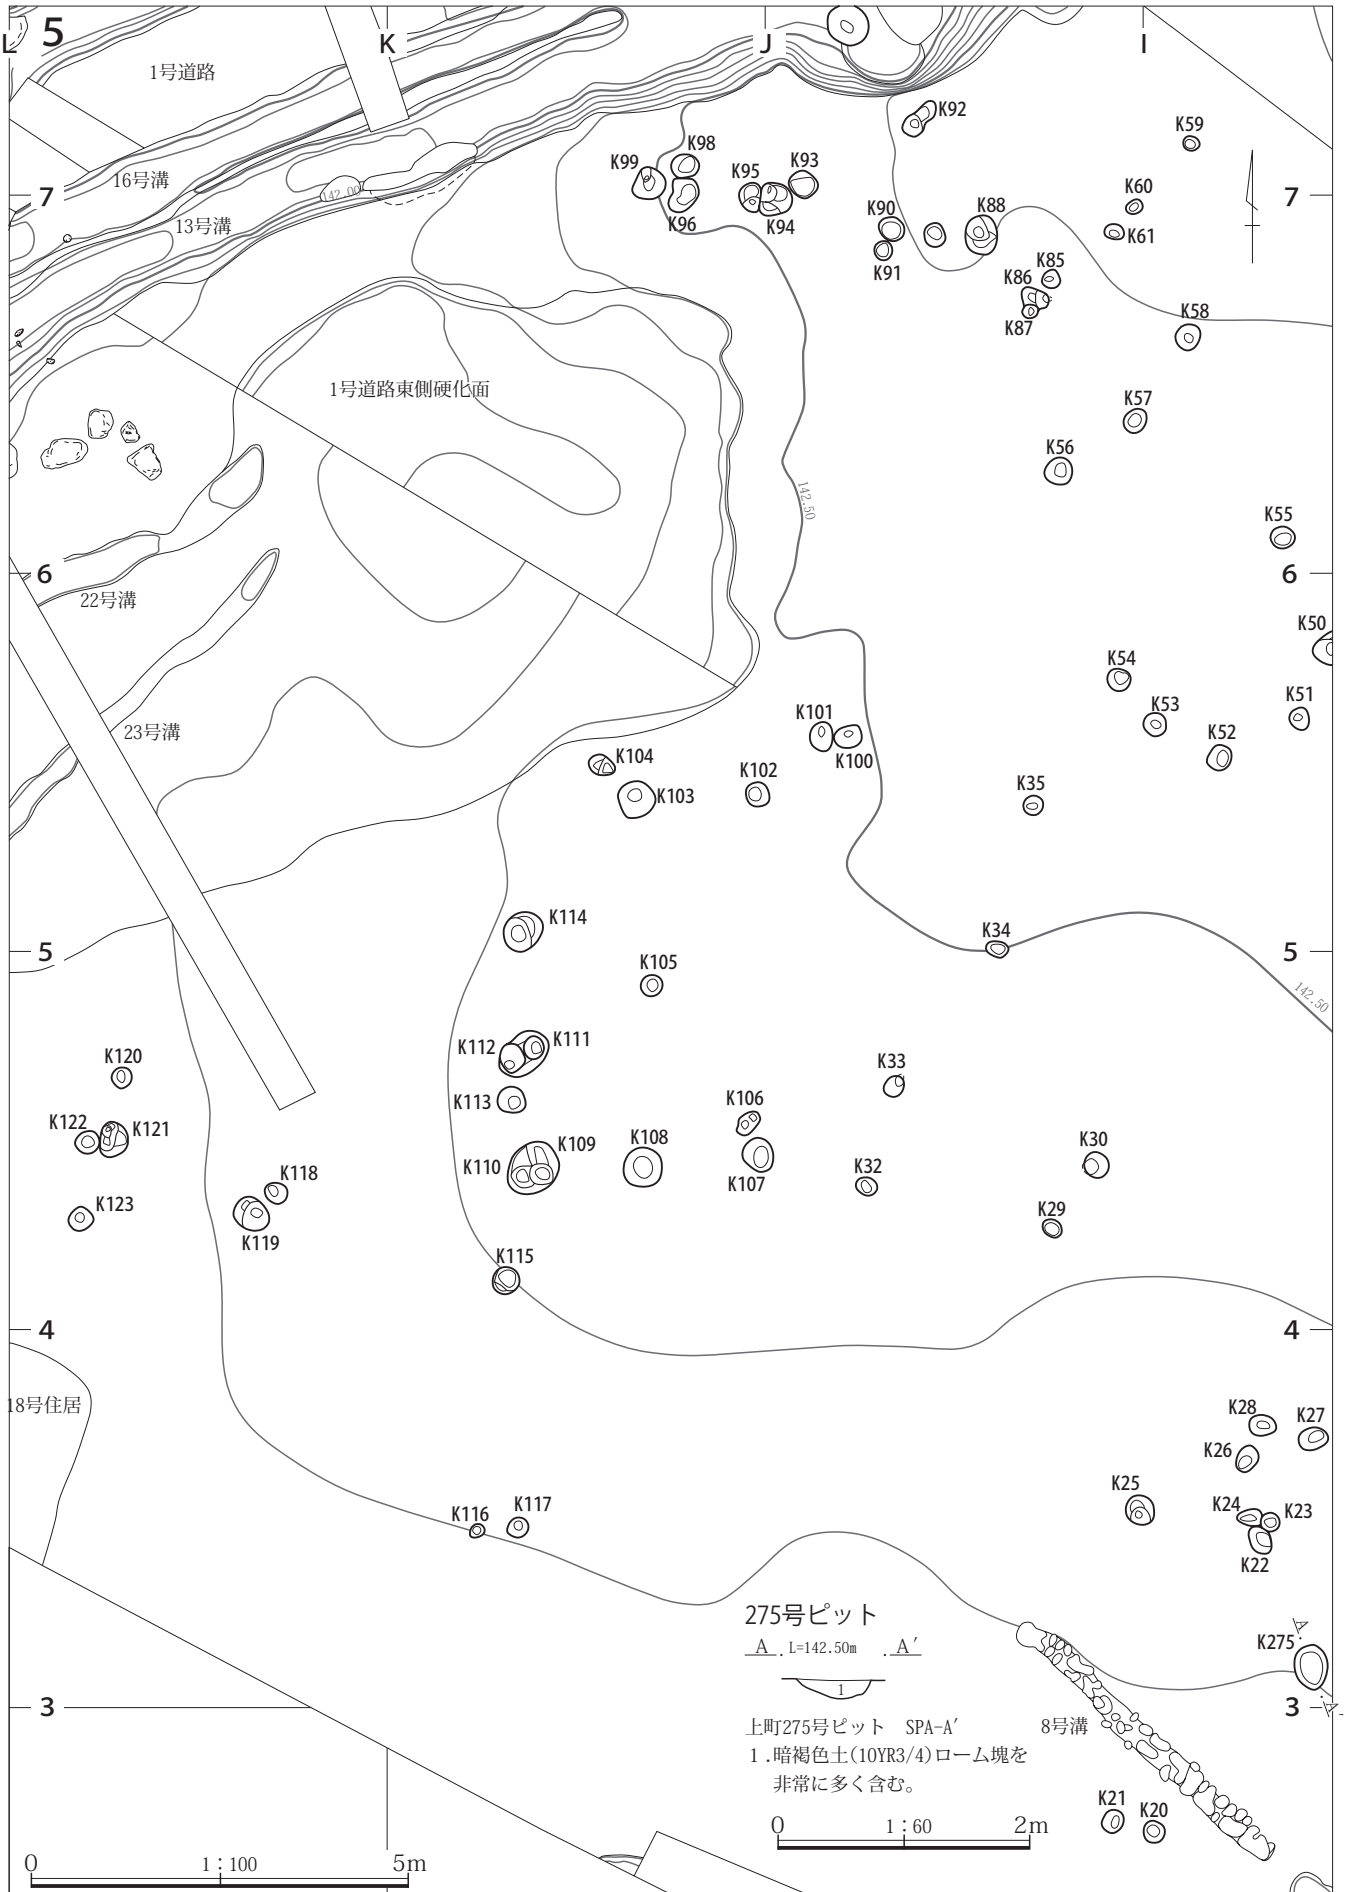 5
L
K
J
I
1号道路
K92
K59
K98
K99
K95
K93
16号溝
7
142.00
K60
7
K96
K94
K90
K88
13号溝
K61
K91
K85
K86
K87
K58
1号道路東側硬化面
K57
K56
142.50
K55
6
6
22号溝
K50
K54
K51
K53
K101
23号溝
K52
K104
K100
K102
K35
K103
K114
K34
5
5
K105
142.50
K112
K111
K120
K33
K113
K106
K122
K121
K109
K108
K30
K110
K107
K32
K118
K123
K29
K119
K115
4
4
18号住居
K28
K27
K26
K25
K116
K117
K24
K23
K22
275号ピット
A . L=142.50m . A′
K275
A
1
3
3
A′
上町275号ピット SPA-A′
8号溝
1.暗褐色土(10YR3/4)ローム塊を
非常に多く含む。
K21
K20
0 1:60 2m
0 1:100 5m